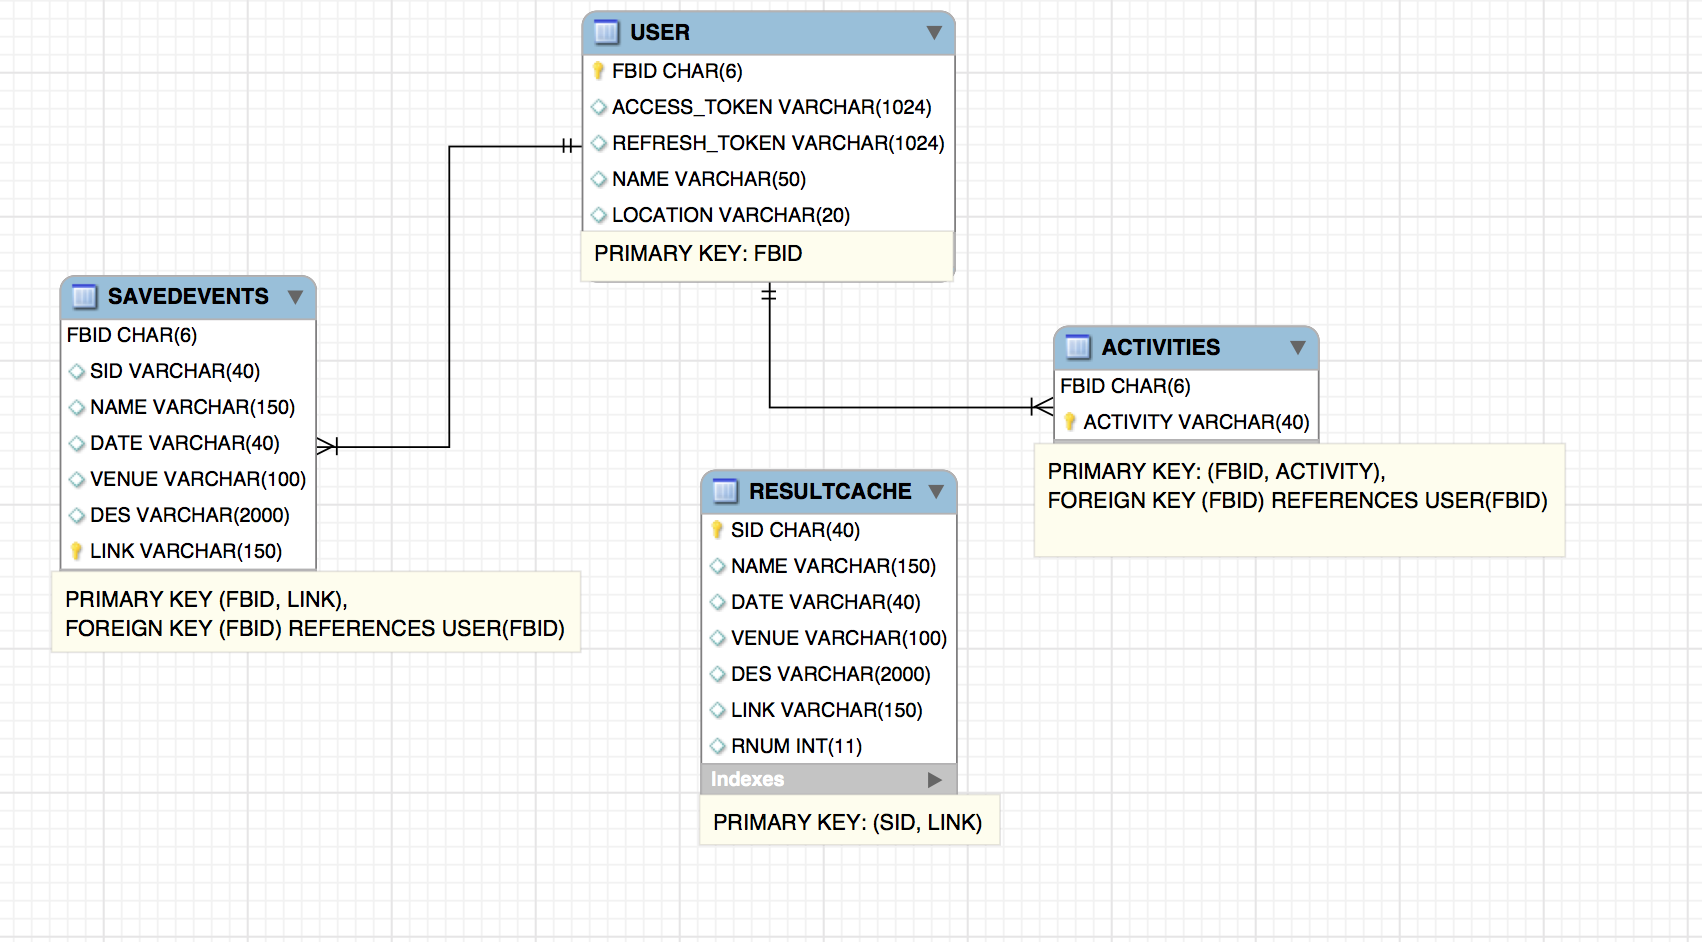 USER
FBID CHAR(6)
ACCESS_TOKEN VARCHAR(1024)
REFRESH_TOKEN VARCHAR(1024)
NAME VARCHAR(50)
LOCATION VARCHAR(20)
PRIMARY KEY: FBID
SAVEDEVENTS
FBID CHAR(6)
SID VARCHAR(40)
NAME VARCHAR(150)
DATE VARCHAR(40)
VENUE VARCHAR(100)
DES VARCHAR(2000)
LINK VARCHAR(150)
PRIMARY KEY (FBID, LINK),
FOREIGN KEY (FBID) REFERENCES USER(FBID)
ACTIVITIES
FBID CHAR(6)
ACTIVITY VARCHAR(40)
PRIMARY KEY: (FBID, ACTIVITY),
FOREIGN KEY (FBID) REFERENCES USER(FBID)
RESULTCACHE
SID CHAR(40)
NAME VARCHAR(150)
DATE VARCHAR(40)
VENUE VARCHAR(100)
DES VARCHAR(2000)
LINK VARCHAR(150)
RNUM INT(11)
Indexes
PRIMARY KEY: (SID, LINK)